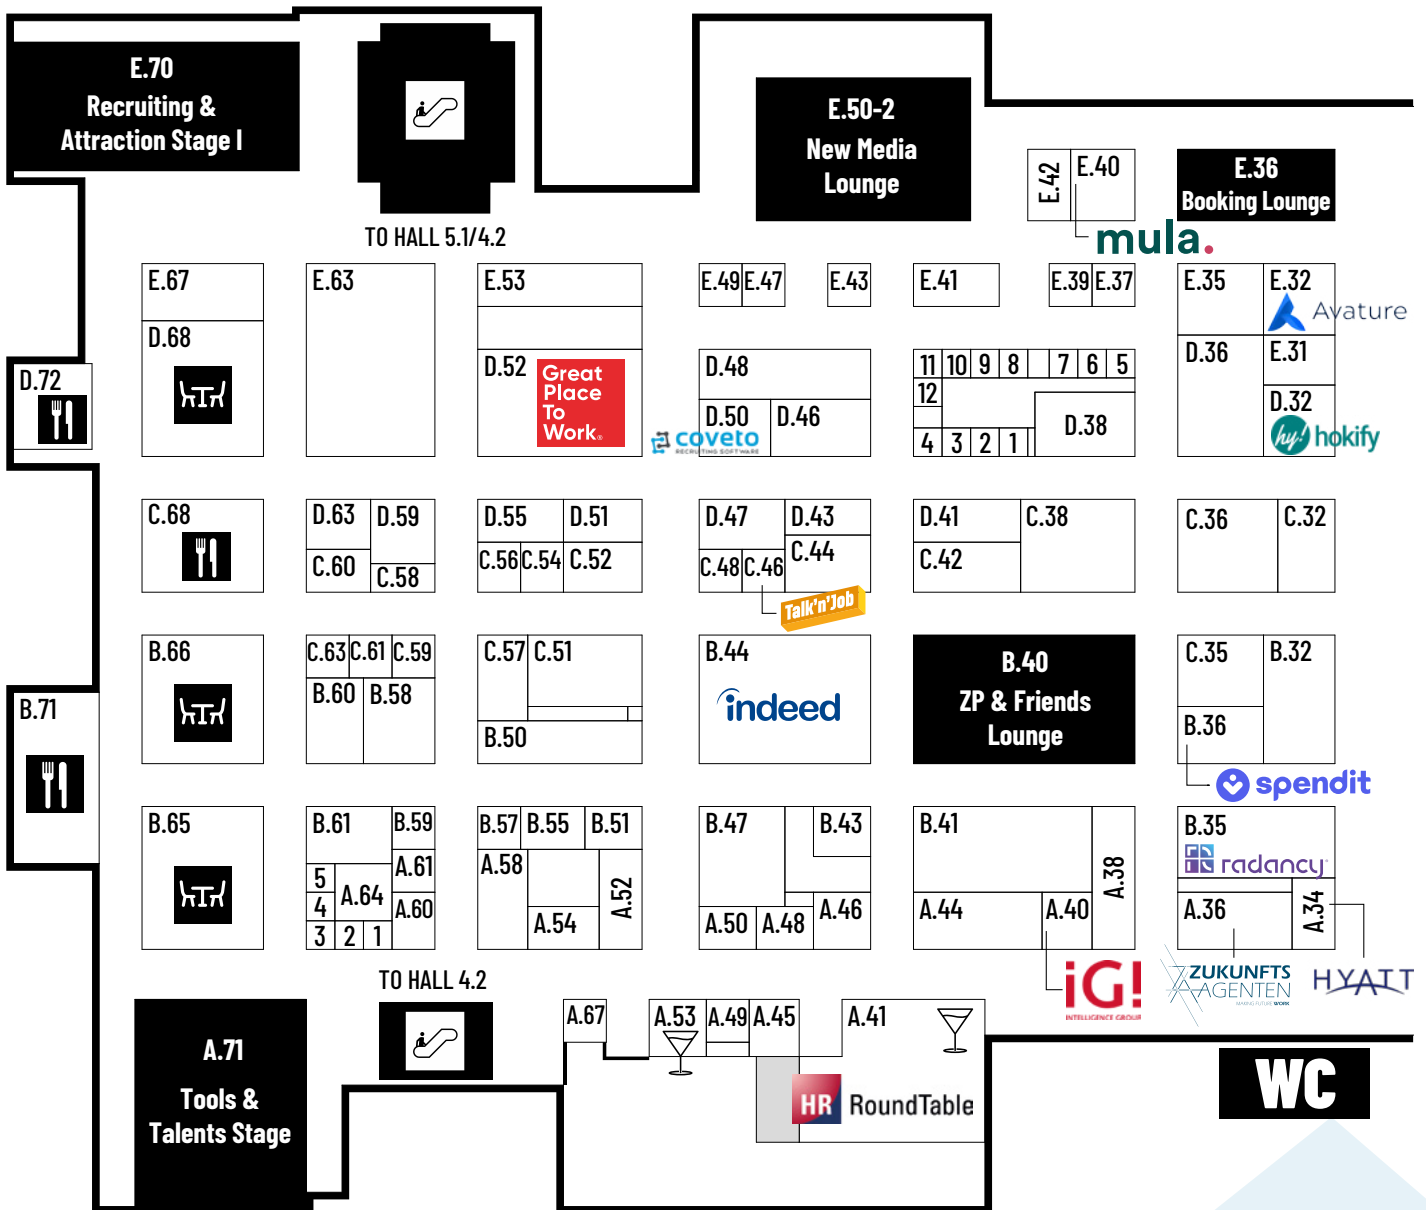 E.70
Recruiting &
Attraction Stage I
E.50-2
New Media
Lounge
E.42
E.40
E.36
Booking Lounge
mula.
TO HALL 5.1/4.2
E.67
E.63
E.53
E.49
E.47
E.43
E.41
E.39
E.37
E.35
E.32
Avature
D.68
D.72
D.52
Great
Place
To
Work.
D.48
11
10
9
8
7
6
5
12
D.36
E.31
D.50
D.46
coveto
RECRUITING SOFTWARE
4
3
2
1
D.38
D.32
hy! hokify
C.68
D.63
D.59
C.60
C.58
D.55
D.51
C.56
C.54
C.52
D.47
D.43
C.48
C.46
C.44
Talk'n'Job
D.41
C.42
C.38
C.36
C.32
B.66
C.63
C.61
C.59
B.60
B.58
C.57
C.51
B.50
B.44
indeed
B.40
ZP & Friends
Lounge
C.35
B.32
B.36
spendit
B.71
B.65
B.61
B.59
5
A.64
A.61
4
A.60
3
2
1
B.57
B.55
B.51
A.58
A.54
A.52
B.47
B.43
A.50
A.48
A.46
B.41
A.38
A.44
A.40
B.35
radancy
A.36
A.34
iG!
INTELLIGENCE GROUP
ZUKUNFTS
AGENTEN
MAKING FUTURE WORK
HYATT
TO HALL 4.2
A.71
Tools &
Talents Stage
A.67
A.53
A.49
A.45
A.41
HR RoundTable
WC